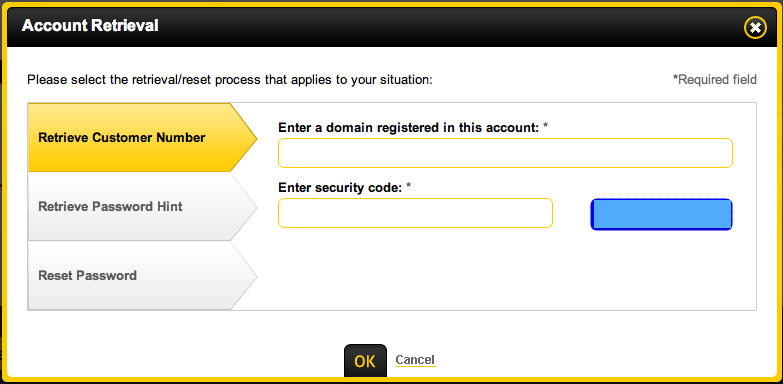 Account Retrieval
Please select the retrieval/reset process that applies to your situation:
*Required field
Retrieve Customer Number
Enter a domain registered in this account: *
Enter security code: *
Retrieve Password Hint
Reset Password
OK
Cancel